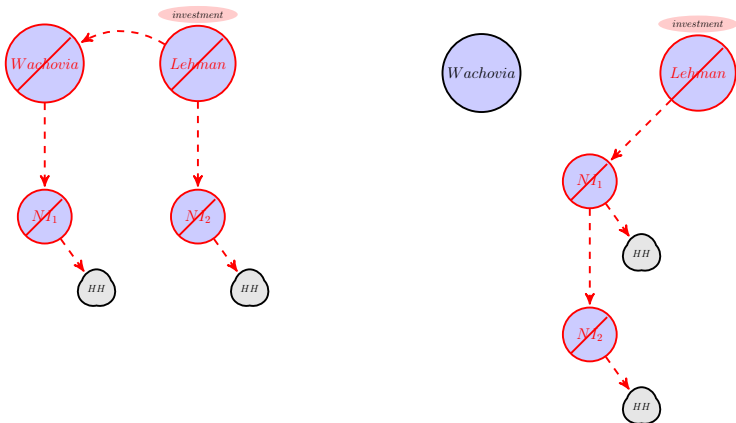 investment
Wachovia
Lehman
NI₁
NI₂
HH
HH
investment
Wachovia
Lehman
NI₁
HH
NI₂
HH